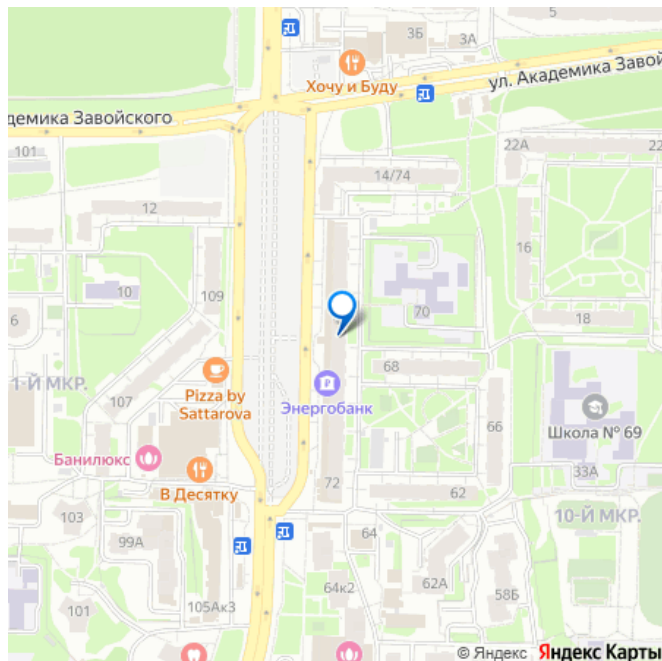 5
3Б
3А
Хочу и Буду
ул. Академика Завой
демика Завойского
101
22А
22
14/74
12
16
10
109
70
6
18
68
Pizza by
Sattarova
Энергобанк
1-Й МКР.
107
66
Школа № 69
Банилюкс
33А
В Десятку
72
62
103
10-Й МКР.
99А
64
101
62А
64к2
58Б
105Ак3
© Яндекс Яндекс Карты